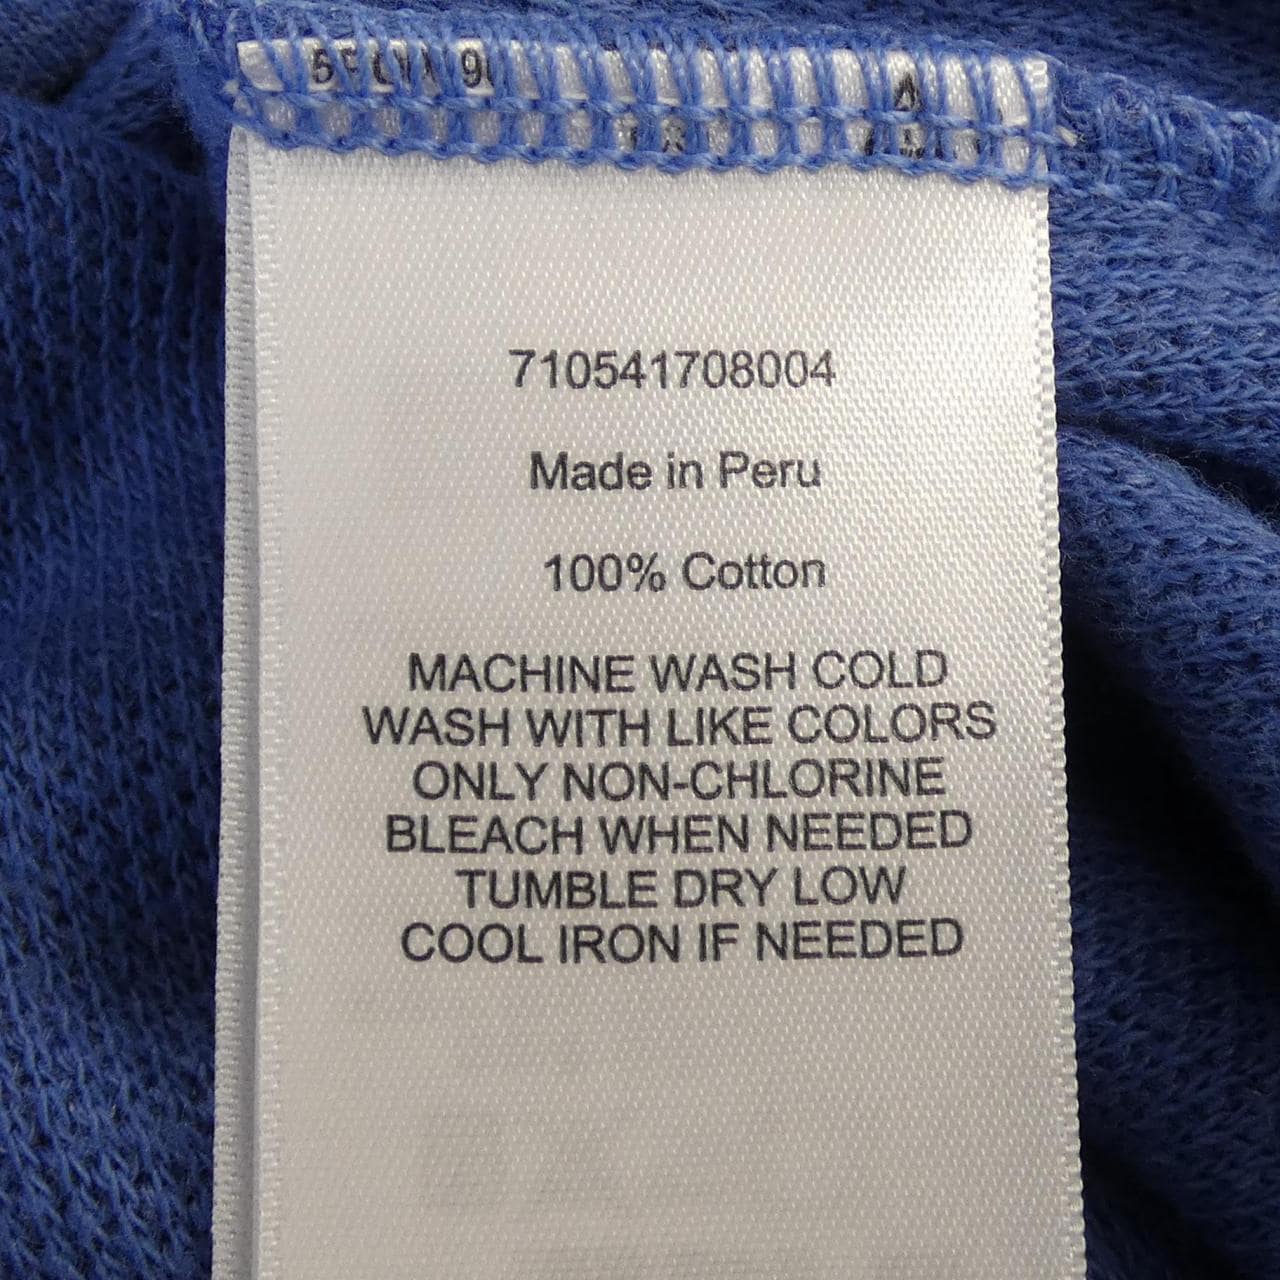 710541708004
Made in Peru
100% Cotton
MACHINE WASH COLD
WASH WITH LIKE COLORS
ONLY NON-CHLORINE
BLEACH WHEN NEEDED
TUMBLE DRY LOW
COOL IRON IF NEEDED